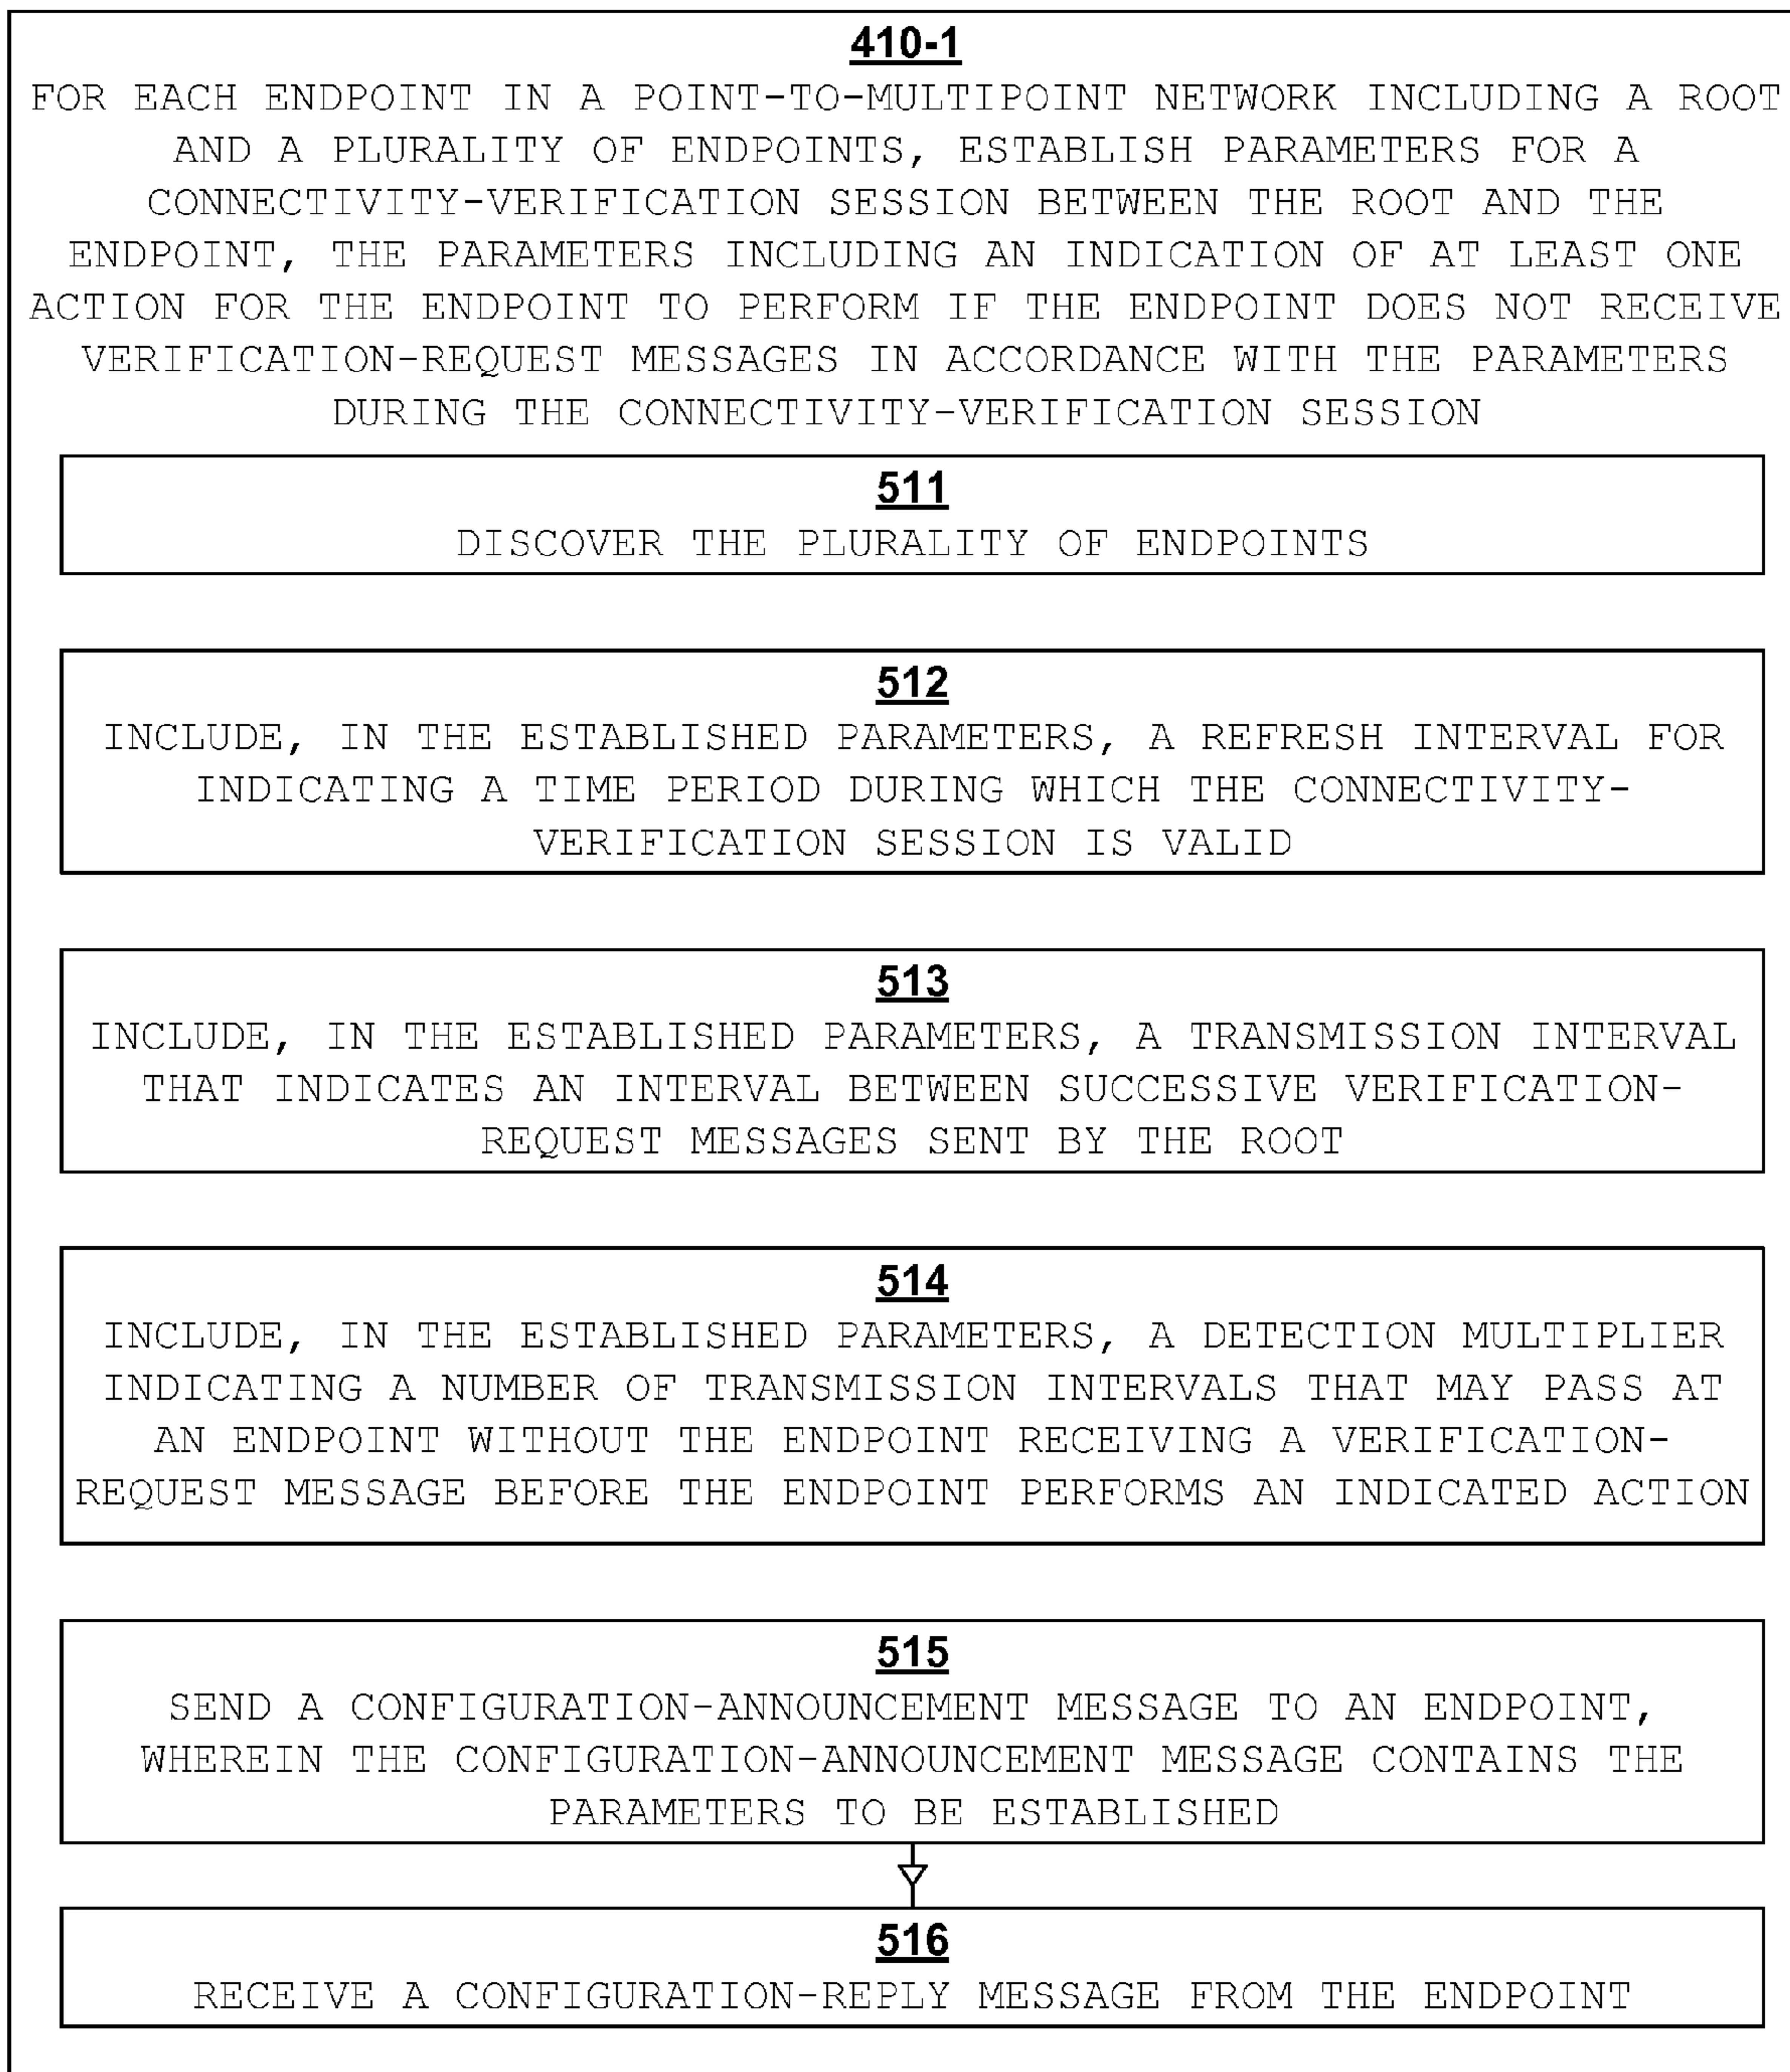 410-1
FOR EACH ENDPOINT IN A POINT-TO-MULTIPOINT NETWORK INCLUDING A ROOT
AND A PLURALITY OF ENDPOINTS, ESTABLISH PARAMETERS FOR A
CONNECTIVITY-VERIFICATION SESSION BETWEEN THE ROOT AND THE
ENDPOINT, THE PARAMETERS INCLUDING AN INDICATION OF AT LEAST ONE
ACTION FOR THE ENDPOINT TO PERFORM IF THE ENDPOINT DOES NOT RECEIVE
VERIFICATION-REQUEST MESSAGES IN ACCORDANCE WITH THE PARAMETERS
DURING THE CONNECTIVITY-VERIFICATION SESSION
511
DISCOVER THE PLURALITY OF ENDPOINTS
512
INCLUDE, IN THE ESTABLISHED PARAMETERS, A REFRESH INTERVAL FOR
INDICATING A TIME PERIOD DURING WHICH THE CONNECTIVITY-
VERIFICATION SESSION IS VALID
513
INCLUDE, IN THE ESTABLISHED PARAMETERS, A TRANSMISSION INTERVAL
THAT INDICATES AN INTERVAL BETWEEN SUCCESSIVE VERIFICATION-
REQUEST MESSAGES SENT BY THE ROOT
514
INCLUDE, IN THE ESTABLISHED PARAMETERS, A DETECTION MULTIPLIER
INDICATING A NUMBER OF TRANSMISSION INTERVALS THAT MAY PASS AT
AN ENDPOINT WITHOUT THE ENDPOINT RECEIVING A VERIFICATION-
REQUEST MESSAGE BEFORE THE ENDPOINT PERFORMS AN INDICATED ACTION
515
SEND A CONFIGURATION-ANNOUNCEMENT MESSAGE TO AN ENDPOINT,
WHEREIN THE CONFIGURATION-ANNOUNCEMENT MESSAGE CONTAINS THE
PARAMETERS TO BE ESTABLISHED
516
RECEIVE A CONFIGURATION-REPLY MESSAGE FROM THE ENDPOINT